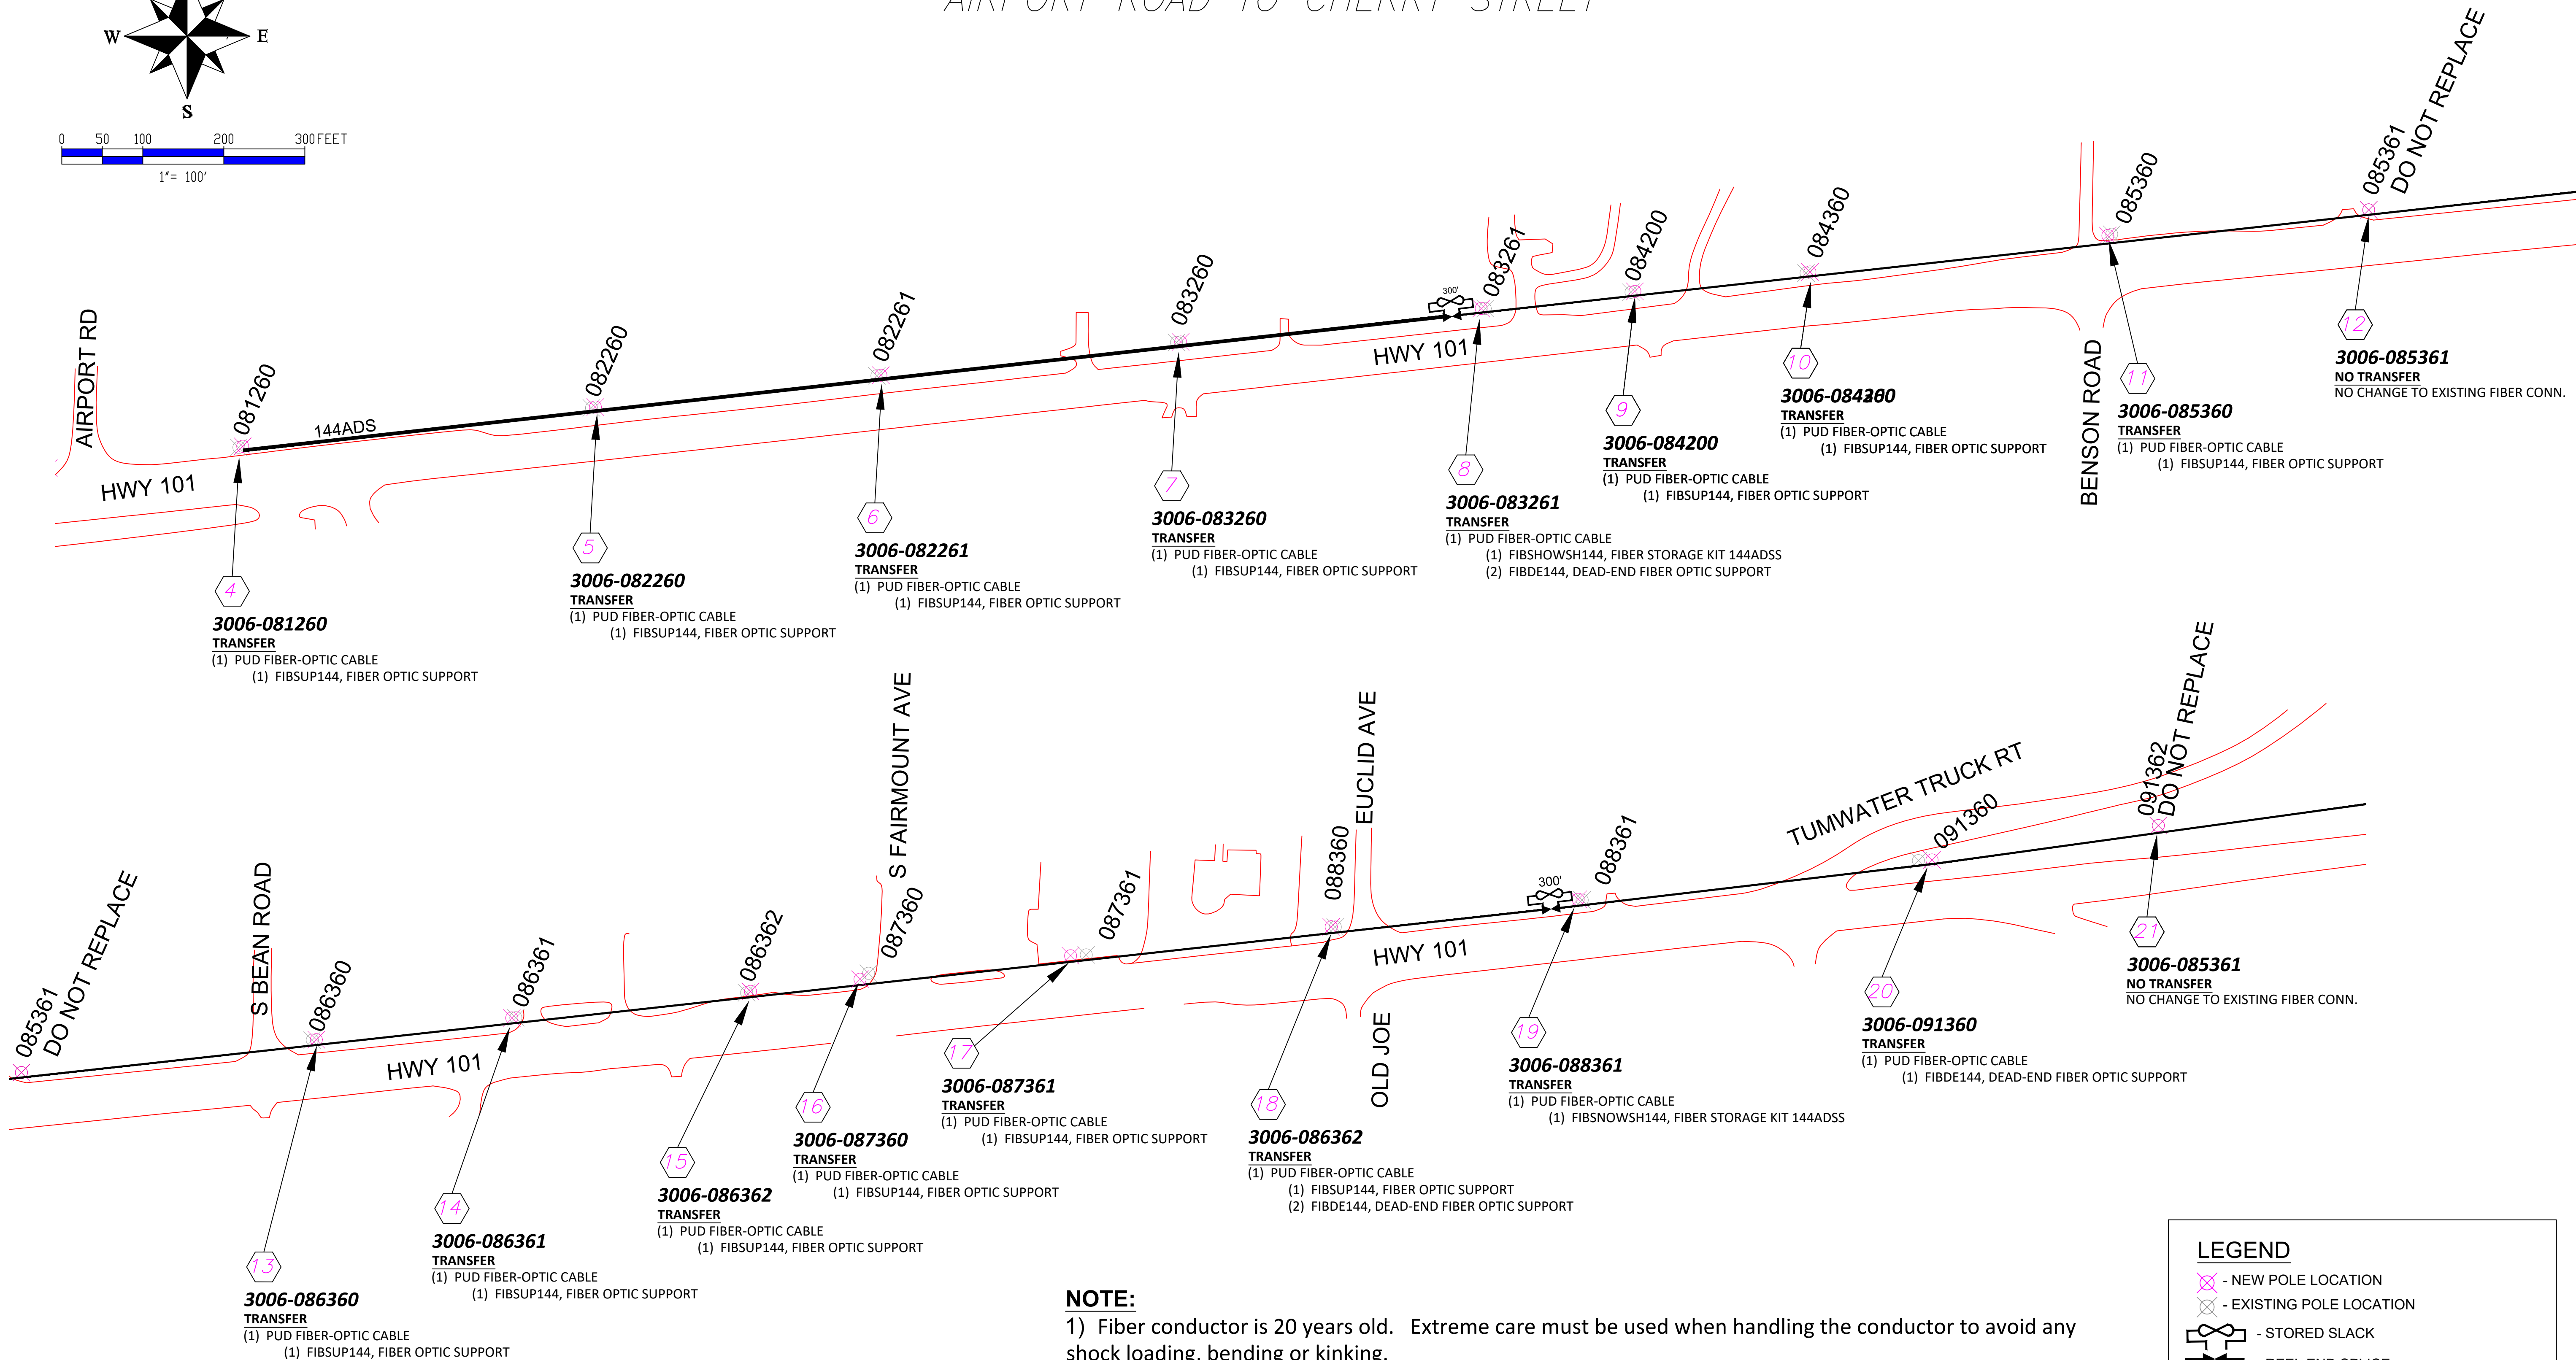 AIRPORT ROAD TO CHERRY STREET
W
E
S
0 50 100 200 300 FEET
1"= 100'
AIRPORT RD
HWY 101
144ADS
081260
082260
082261
083260
300'
083261
HWY 101
084200
084360
BENSON ROAD
085360
085361
DO NOT REPLACE
4
3006-081260
TRANSFER
(1) PUD FIBER-OPTIC CABLE
(1) FIBSUP144, FIBER OPTIC SUPPORT
5
3006-082260
TRANSFER
(1) PUD FIBER-OPTIC CABLE
(1) FIBSUP144, FIBER OPTIC SUPPORT
6
3006-082261
TRANSFER
(1) PUD FIBER-OPTIC CABLE
(1) FIBSUP144, FIBER OPTIC SUPPORT
7
3006-083260
TRANSFER
(1) PUD FIBER-OPTIC CABLE
(1) FIBSUP144, FIBER OPTIC SUPPORT
8
3006-083261
TRANSFER
(1) PUD FIBER-OPTIC CABLE
(1) FIBSHOWSH144, FIBER STORAGE KIT 144ADSS
(2) FIBDE144, DEAD-END FIBER OPTIC SUPPORT
9
3006-084200
TRANSFER
(1) PUD FIBER-OPTIC CABLE
(1) FIBSUP144, FIBER OPTIC SUPPORT
10
TRANSFER
(1) PUD FIBER-OPTIC CABLE
(1) FIBSUP144, FIBER OPTIC SUPPORT
11
3006-085360
TRANSFER
(1) PUD FIBER-OPTIC CABLE
(1) FIBSUP144, FIBER OPTIC SUPPORT
12
3006-085361
NO TRANSFER
NO CHANGE TO EXISTING FIBER CONN.
085361
DO NOT REPLACE
S BEAN ROAD
086360
HWY 101
086361
086362
S FAIRMOUNT AVE
087360
087361
088360
EUCLID AVE
HWY 101
OLD JOE
300'
088361
TUMWATER TRUCK RT
091360
091362
DO NOT REPLACE
13
3006-086360
TRANSFER
(1) PUD FIBER-OPTIC CABLE
(1) FIBSUP144, FIBER OPTIC SUPPORT
14
3006-086361
TRANSFER
(1) PUD FIBER-OPTIC CABLE
(1) FIBSUP144, FIBER OPTIC SUPPORT
15
3006-086362
TRANSFER
(1) PUD FIBER-OPTIC CABLE
(1) FIBSUP144, FIBER OPTIC SUPPORT
16
3006-087360
TRANSFER
(1) PUD FIBER-OPTIC CABLE
(1) FIBSUP144, FIBER OPTIC SUPPORT
17
3006-087361
TRANSFER
(1) PUD FIBER-OPTIC CABLE
(1) FIBSUP144, FIBER OPTIC SUPPORT
18
3006-086362
TRANSFER
(1) PUD FIBER-OPTIC CABLE
(1) FIBSUP144, FIBER OPTIC SUPPORT
(2) FIBDE144, DEAD-END FIBER OPTIC SUPPORT
19
3006-088361
TRANSFER
(1) PUD FIBER-OPTIC CABLE
(1) FIBSNOWSH144, FIBER STORAGE KIT 144ADSS
20
3006-091360
TRANSFER
(1) PUD FIBER-OPTIC CABLE
(1) FIBDE144, DEAD-END FIBER OPTIC SUPPORT
21
3006-085361
NO TRANSFER
NO CHANGE TO EXISTING FIBER CONN.
NOTE:
1) Fiber conductor is 20 years old. Extreme care must be used when handling the conductor to avoid any
shock loading, bending or kinking.
LEGEND
- NEW POLE LOCATION
- EXISTING POLE LOCATION
- STORED SLACK
- REEL END SPLICE